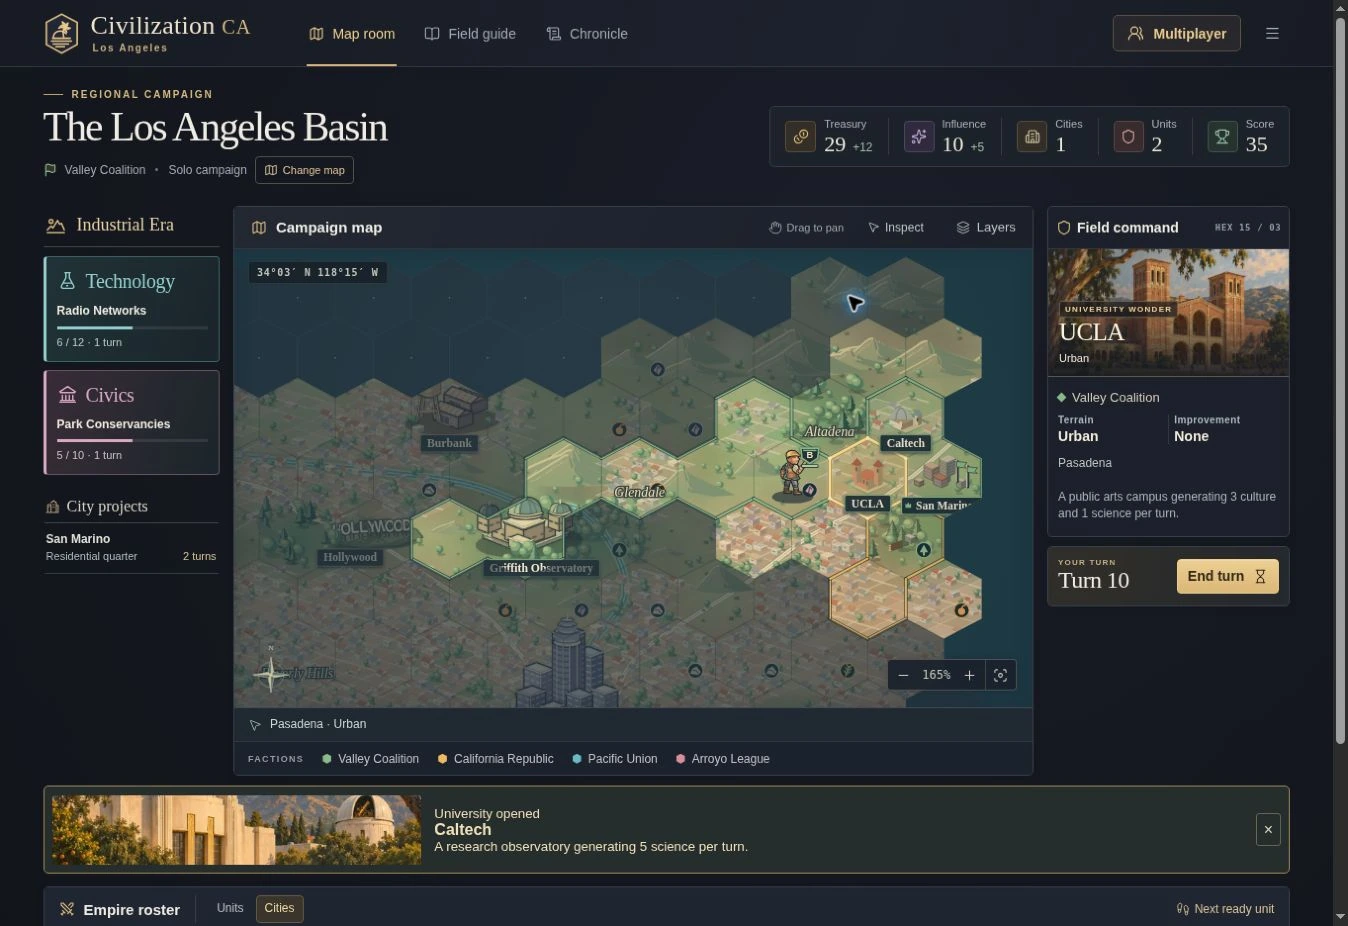 Civilization CA
Los Angeles
Map room
Field guide
Chronicle
Multiplayer
REGIONAL CAMPAIGN
The Los Angeles Basin
Valley Coalition • Solo campaign
Change map
Treasury
29 +12
Influence
10 +5
Cities
1
Units
2
Score
35
Industrial Era
Technology
Radio Networks
6 / 12 · 1 turn
Civics
Park Conservancies
5 / 10 · 1 turn
City projects
San Marino
Residential quarter 2 turns
Campaign map
Drag to pan
Inspect
Layers
34°03′ N 118°15′ W
Burbank
Altadena
Caltech
B
Glendale
UCLA
San Marino
HOLLYWOOD
Hollywood
Griffith Observatory
N
Beverly Hills
165%
Pasadena · Urban
FACTIONS
Valley Coalition
California Republic
Pacific Union
Arroyo League
Field command
HEX 15 / 03
UNIVERSITY WONDER
UCLA
Urban
Valley Coalition
Terrain
Urban
Improvement
None
Pasadena
A public arts campus generating 3 culture
and 1 science per turn.
YOUR TURN
Turn 10
End turn
University opened
Caltech
A research observatory generating 5 science per turn.
×
Empire roster
Units
Cities
Next ready unit